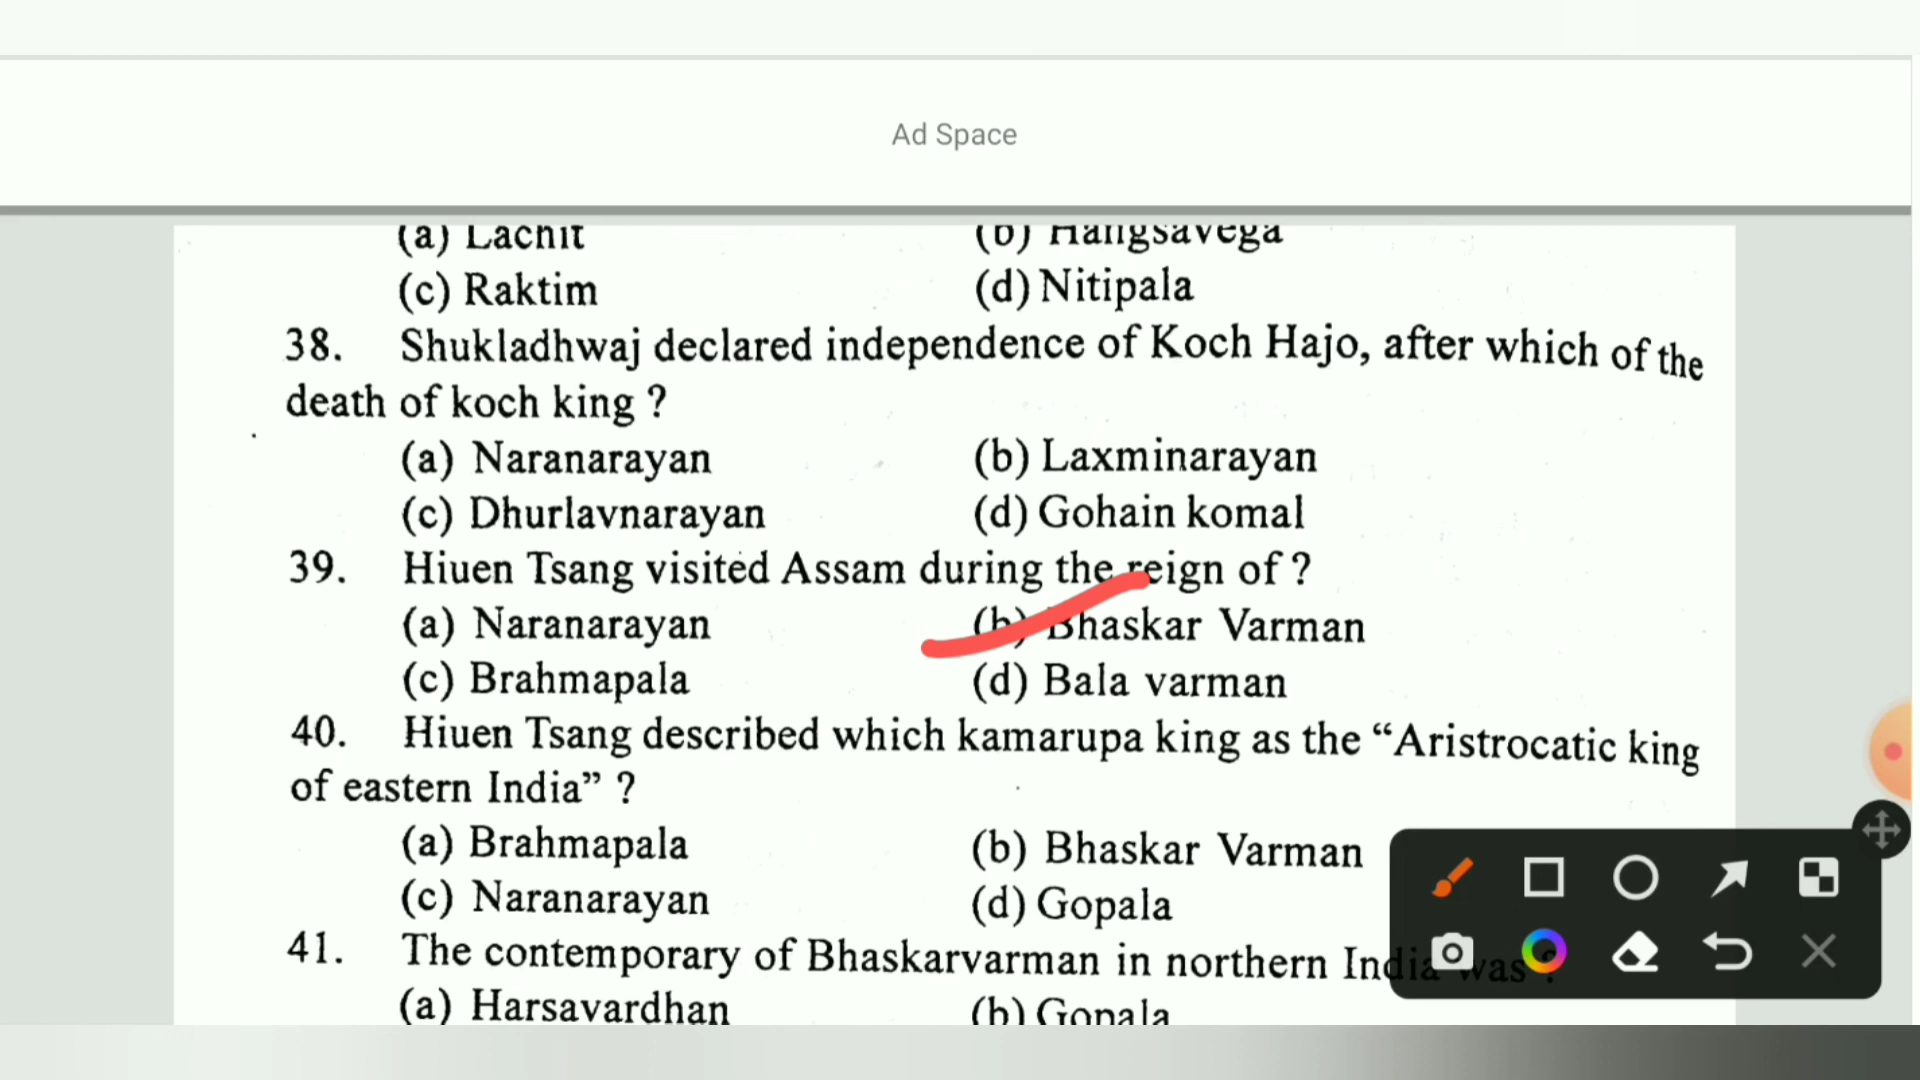 Ad Space
(a) Lachit (b) Hangsavega
(c) Raktim (d) Nitipala
38. Shukladhwaj declared independence of Koch Hajo, after which of the
death of koch king ?
(a) Naranarayan (b) Laxminarayan
(c) Dhurlavnarayan (d) Gohain komal
39. Hiuen Tsang visited Assam during the reign of ?
(a) Naranarayan (b) Bhaskar Varman
(c) Brahmapala (d) Bala varman
40. Hiuen Tsang described which kamarupa king as the “Aristrocatic king
of eastern India” ?
(a) Brahmapala (b) Bhaskar Varman
(c) Naranarayan (d) Gopala
41. The contemporary of Bhaskarvarman in northern India was ?
(a) Harsavardhan (b) Gopala